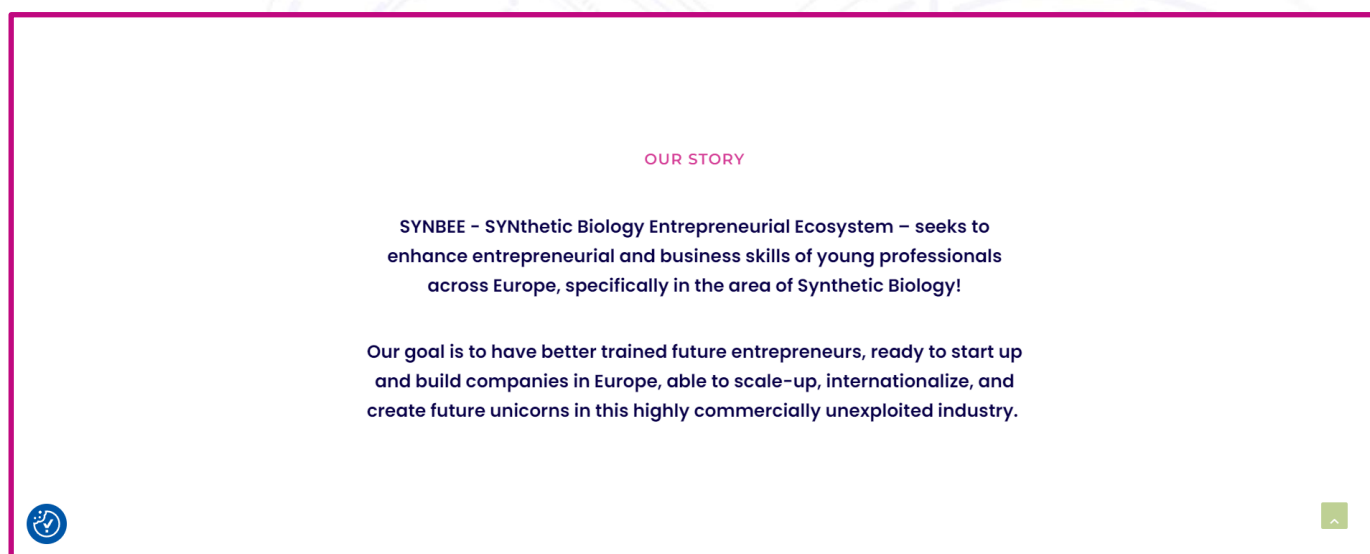 OUR STORY
SYNBEE - SYNthetic Biology Entrepreneurial Ecosystem – seeks to
enhance entrepreneurial and business skills of young professionals
across Europe, specifically in the area of Synthetic Biology!
Our goal is to have better trained future entrepreneurs, ready to start up
and build companies in Europe, able to scale-up, internationalize, and
create future unicorns in this highly commercially unexploited industry.